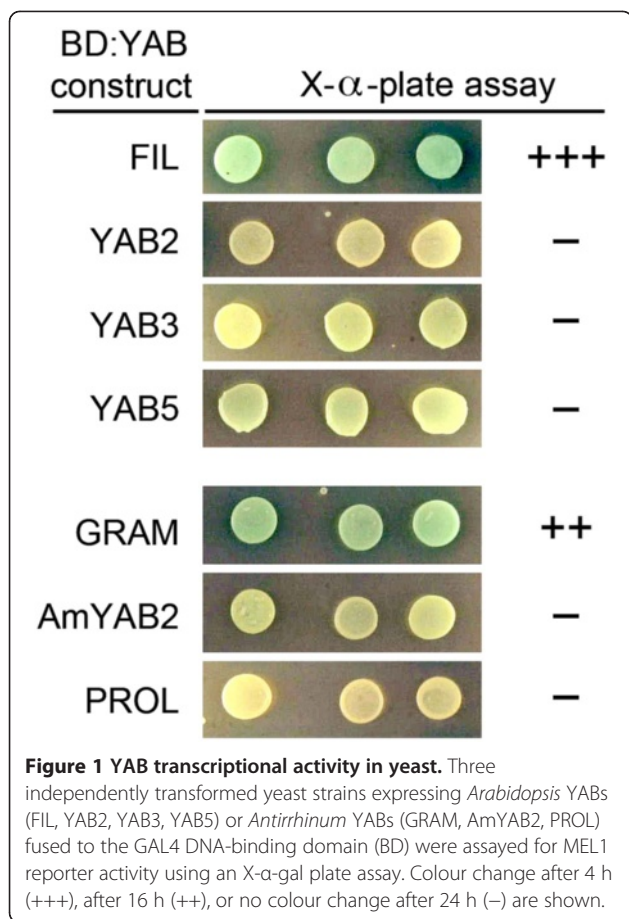 BD:YAB
construct
X-α-plate assay
FIL +++
YAB2 −
YAB3 −
YAB5 −
GRAM ++
AmYAB2 −
PROL −
Figure 1 YAB transcriptional activity in yeast. Three
independently transformed yeast strains expressing Arabidopsis YABs
(FIL, YAB2, YAB3, YAB5) or Antirrhinum YABs (GRAM, AmYAB2, PROL)
fused to the GAL4 DNA-binding domain (BD) were assayed for MEL1
reporter activity using an X-α-gal plate assay. Colour change after 4 h
(+++), after 16 h (++), or no colour change after 24 h (−) are shown.